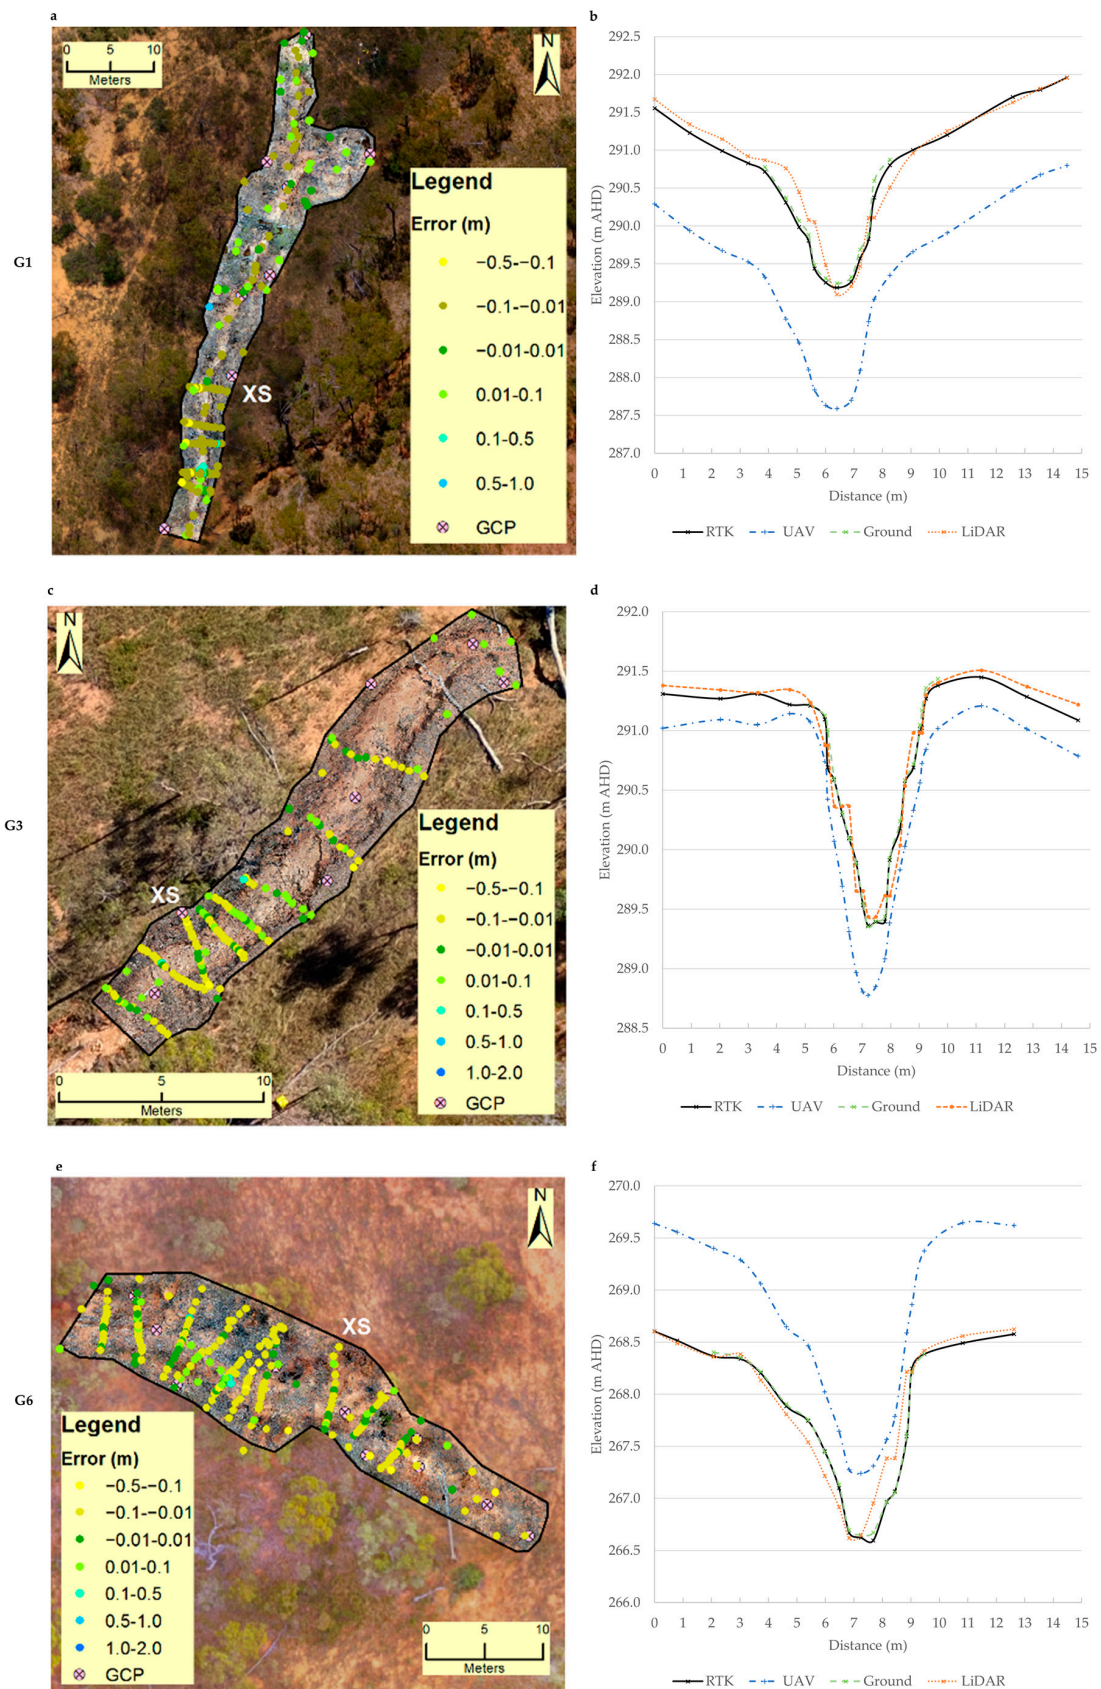 a
0 5 10
Meters
N
Legend
Error (m)
−0.5-−0.1
−0.1-−0.01
−0.01-0.01
0.01-0.1
0.1-0.5
0.5-1.0
GCP
XS
G1
b
Elevation (m AHD)
292.5
292.0
291.5
291.0
290.5
290.0
289.5
289.0
288.5
288.0
287.5
287.0
0 1 2 3 4 5 6 7 8 9 10 11 12 13 14 15
Distance (m)
RTK UAV Ground LiDAR
c
N
Legend
Error (m)
−0.5-−0.1
−0.1-−0.01
−0.01-0.01
0.01-0.1
0.1-0.5
0.5-1.0
1.0-2.0
GCP
XS
0 5 10
Meters
G3
d
Elevation (m AHD)
292.0
291.5
291.0
290.5
290.0
289.5
289.0
288.5
0 1 2 3 4 5 6 7 8 9 10 11 12 13 14 15
Distance (m)
RTK UAV Ground LiDAR
e
N
XS
Legend
Error (m)
−0.5-−0.1
−0.1-−0.01
−0.01-0.01
0.01-0.1
0.1-0.5
0.5-1.0
1.0-2.0
GCP
0 5 10
Meters
G6
f
Elevation (m AHD)
270.0
269.5
269.0
268.5
268.0
267.5
267.0
266.5
266.0
0 1 2 3 4 5 6 7 8 9 10 11 12 13 14 15
Distance (m)
RTK UAV Ground LiDAR